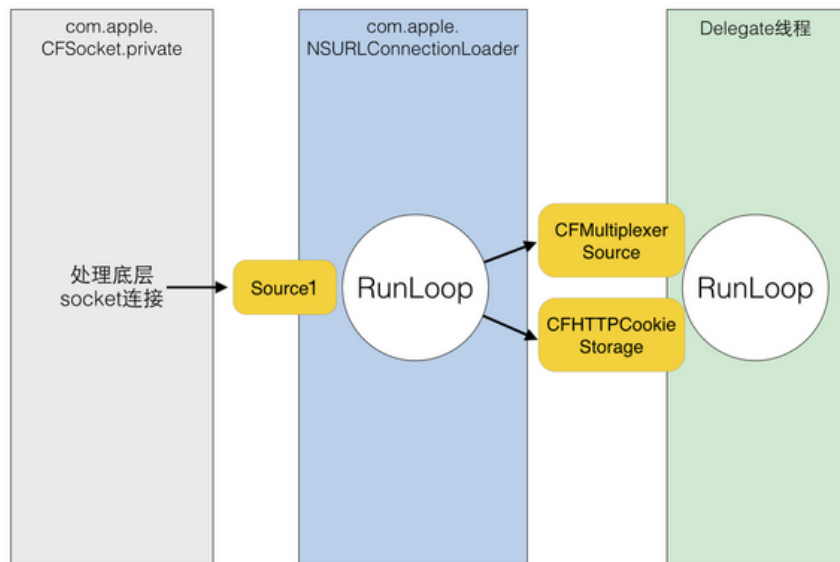 com.apple.
CFSocket.private
com.apple.
NSURLConnectionLoader
Delegate线程
处理底层
socket连接
Source1
RunLoop
CFMultiplexer
Source
CFHTTPCookie
Storage
RunLoop